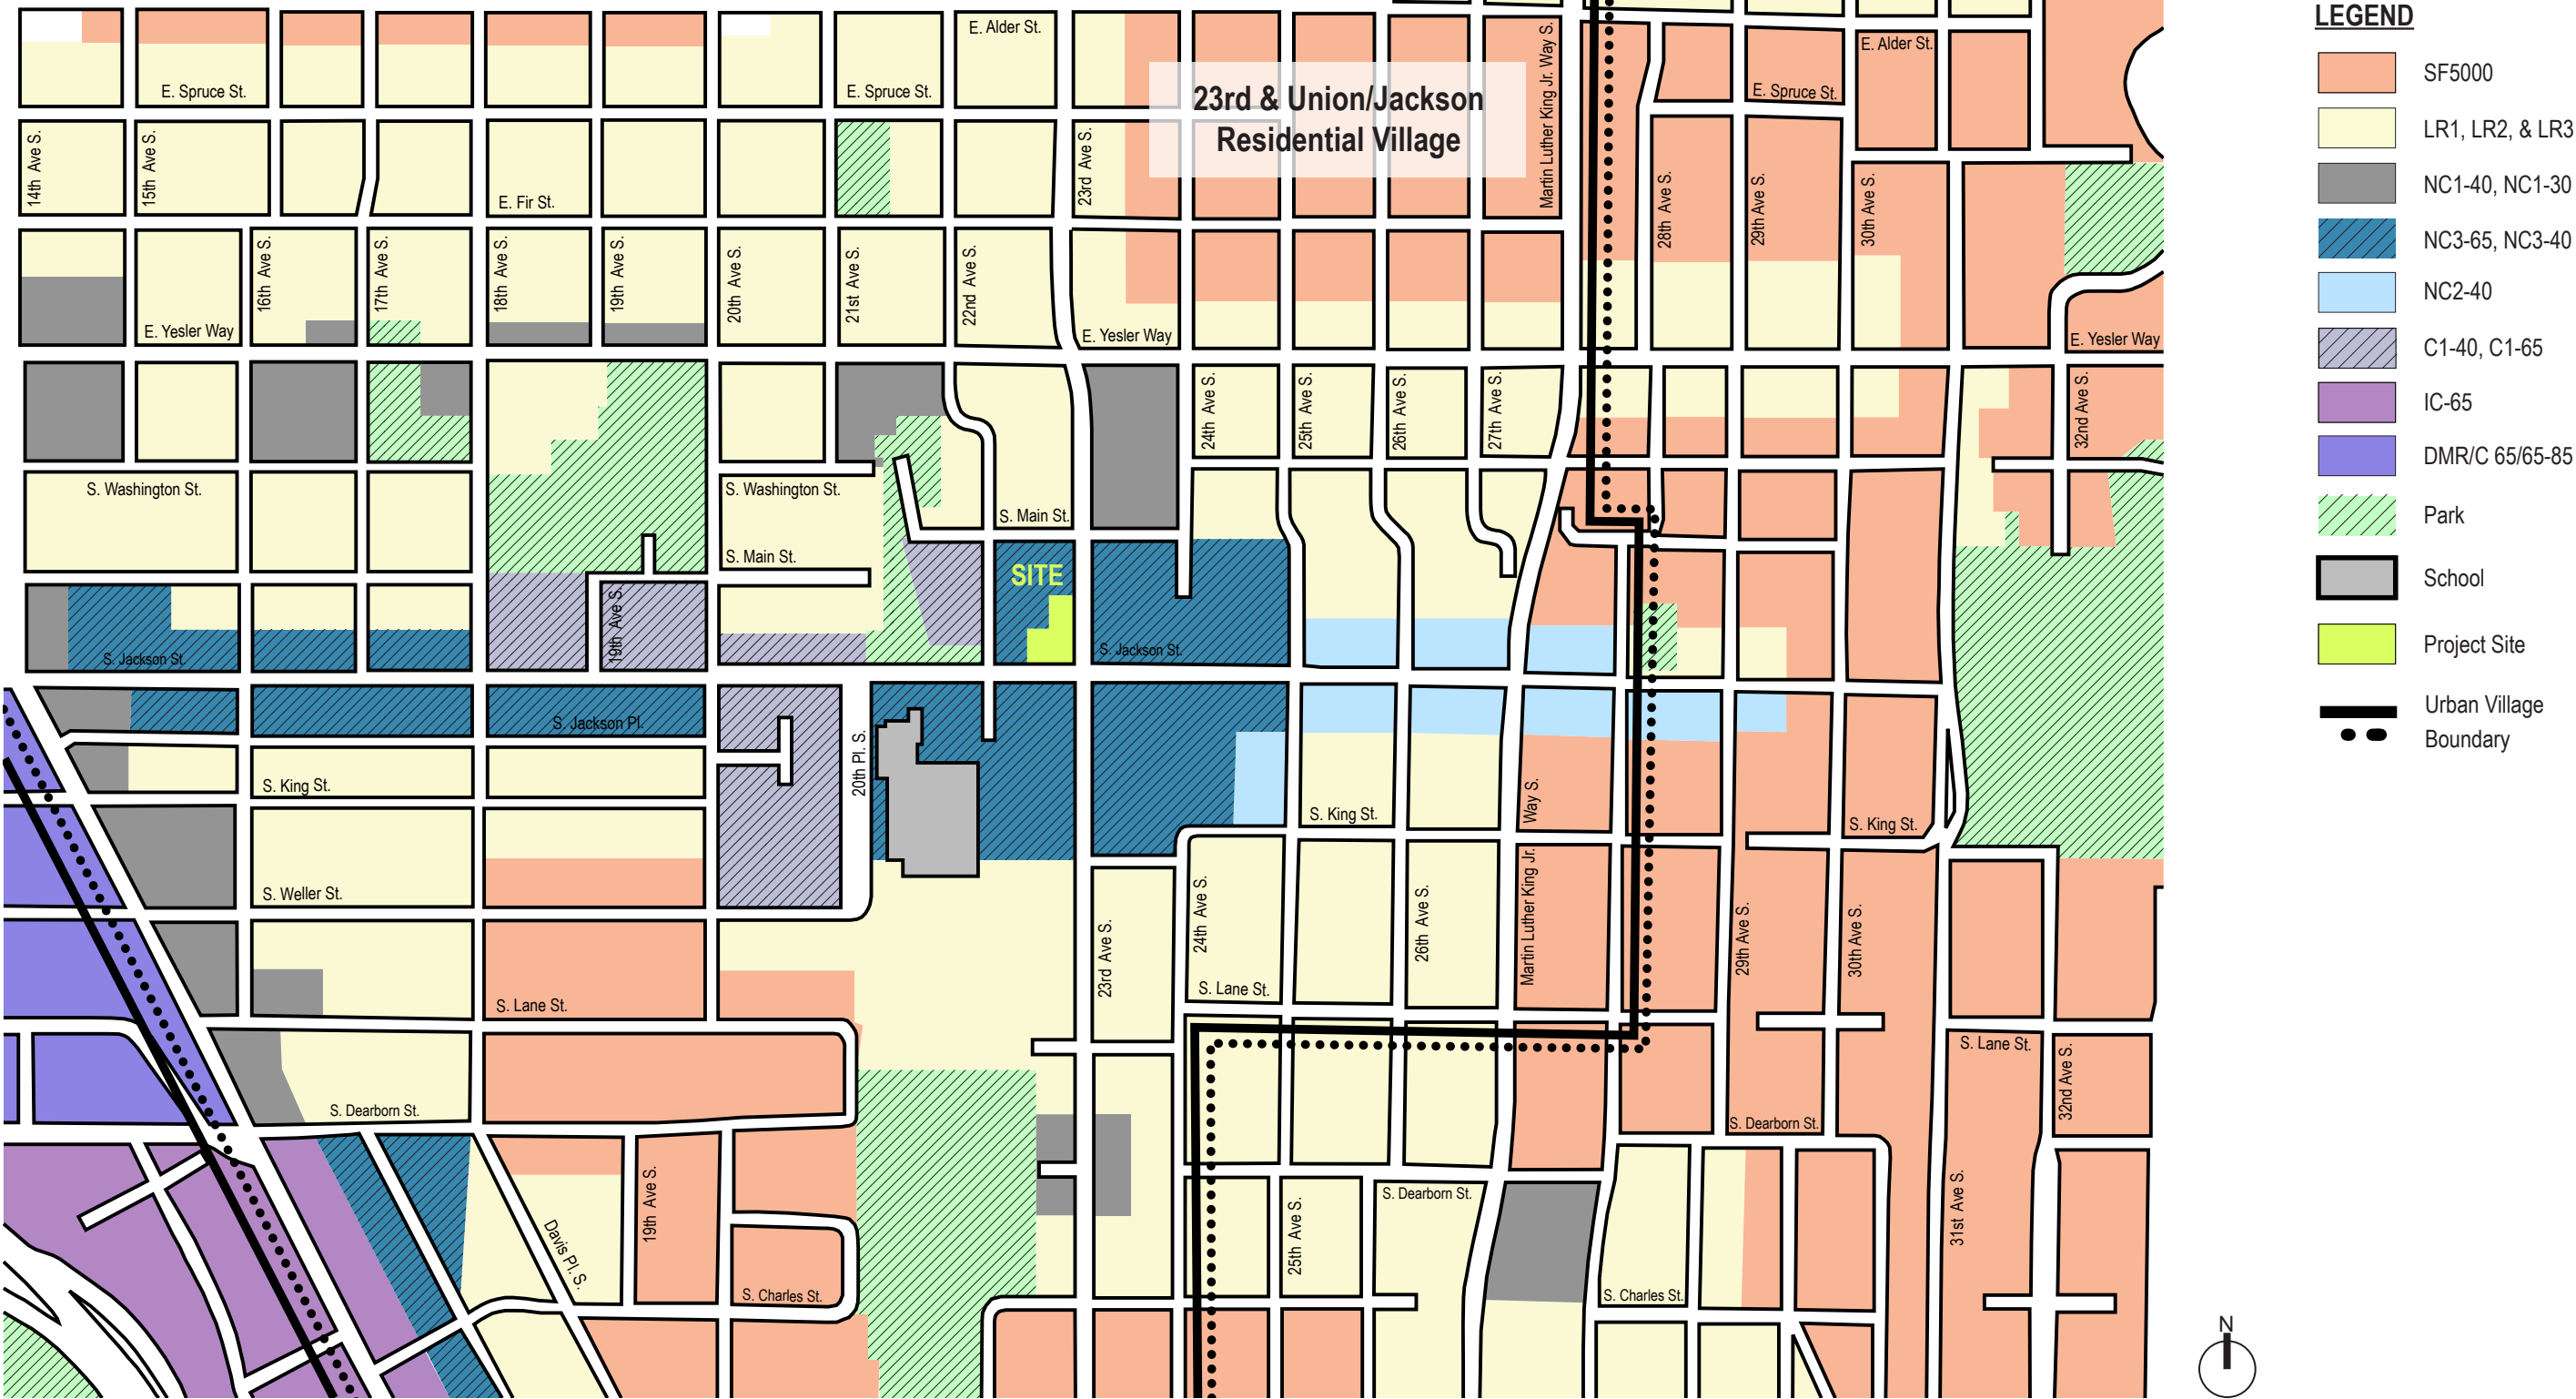 E. Alder St.
LEGEND
E. Alder St.
SF5000
E. Spruce St.
E. Spruce St.
23rd & Union/Jackson
Residential Village
Martin Luther King Jr. Way S.
E. Spruce St.
LR1, LR2, & LR3
14th Ave S.
15th Ave S.
E. Fir St.
23rd Ave S.
28th Ave S.
29th Ave S.
30th Ave S.
NC1-40, NC1-30
NC3-65, NC3-40
16th Ave S.
17th Ave S.
18th Ave S.
19th Ave S.
20th Ave S.
21st Ave S.
22nd Ave S.
NC2-40
E. Yesler Way
E. Yesler Way
E. Yesler Way
C1-40, C1-65
24th Ave S.
25th Ave S.
26th Ave S.
27th Ave S.
32nd Ave S.
IC-65
DMR/C 65/65-85
S. Washington St.
S. Washington St.
S. Main St.
Park
S. Main St.
SITE
School
19th Ave S.
S. Jackson St.
S. Jackson St.
Project Site
S. Jackson Pl.
20th Pl. S.
Urban Village
Boundary
S. King St.
S. King St.
Way S.
S. King St.
S. Weller St.
24th Ave S.
26th Ave S.
Martin Luther King Jr.
29th Ave S.
30th Ave S.
23rd Ave S.
S. Lane St.
S. Lane St.
S. Lane St.
32nd Ave S.
S. Dearborn St.
S. Dearborn St.
S. Dearborn St.
19th Ave S.
Davis Pl. S.
25th Ave S.
31st Ave S.
S. Charles St.
S. Charles St.
N